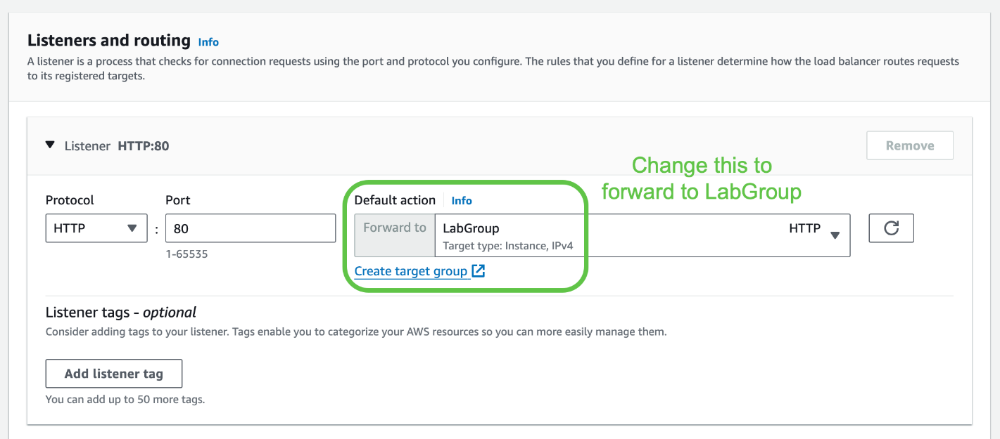 Listeners and routing Info
A listener is a process that checks for connection requests using the port and protocol you configure. The rules that you define for a listener determine how the load balancer routes requests
to its registered targets.
Listener HTTP:80
Remove
Change this to
forward to LabGroup
Protocol
Port
Default action
Info
HTTP
:
80
Forward to
LabGroup
HTTP
Target type: Instance, IPv4
1-65535
Create target group
Listener tags - optional
Consider adding tags to your listener. Tags enable you to categorize your AWS resources so you can more easily manage them.
Add listener tag
You can add up to 50 more tags.